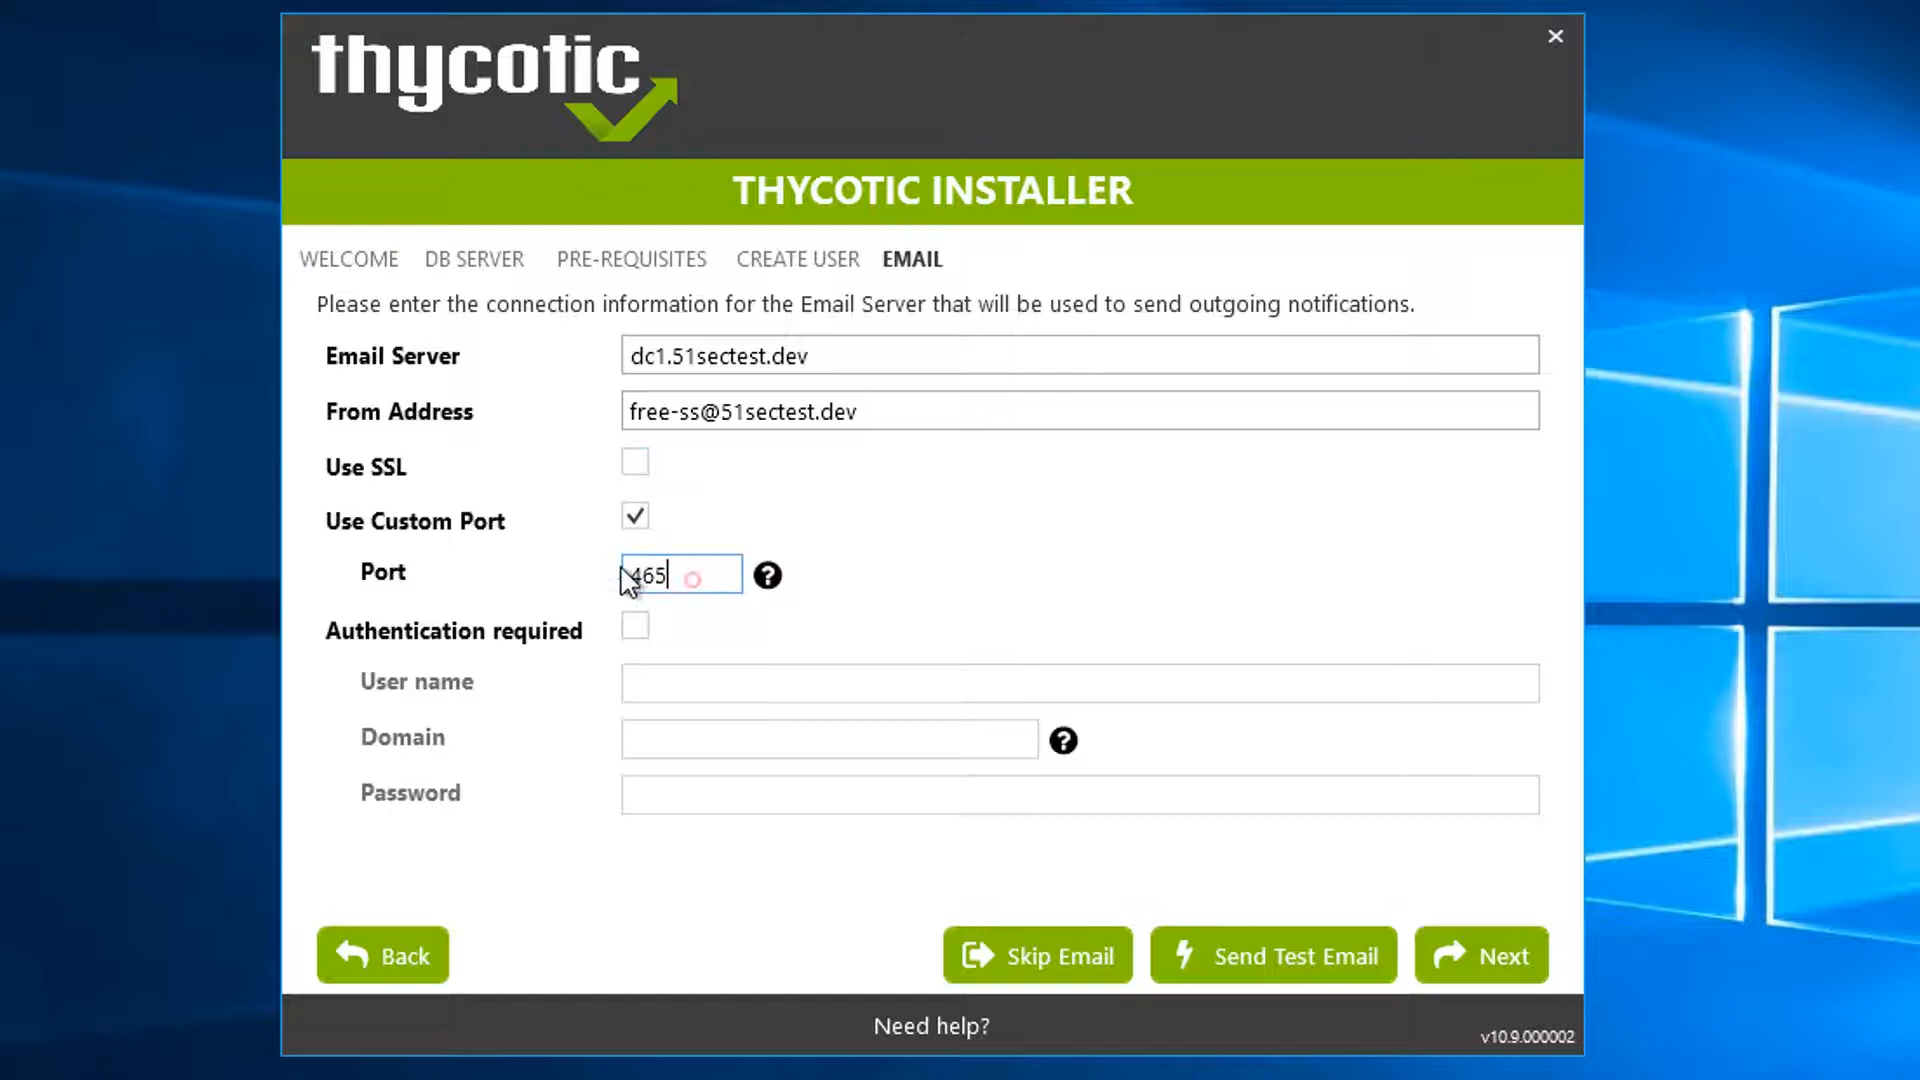 thycotic
THYCOTIC INSTALLER
WELCOME DB SERVER PRE-REQUISITES CREATE USER EMAIL
Please enter the connection information for the Email Server that will be used to send outgoing notifications.
Email Server dc1.51sectest.dev
From Address free-ss@51sectest.dev
Use SSL
Use Custom Port
Port 465 ?
Authentication required
User name
Domain ?
Password
Back Skip Email Send Test Email Next
Need help?
v10.9.000002